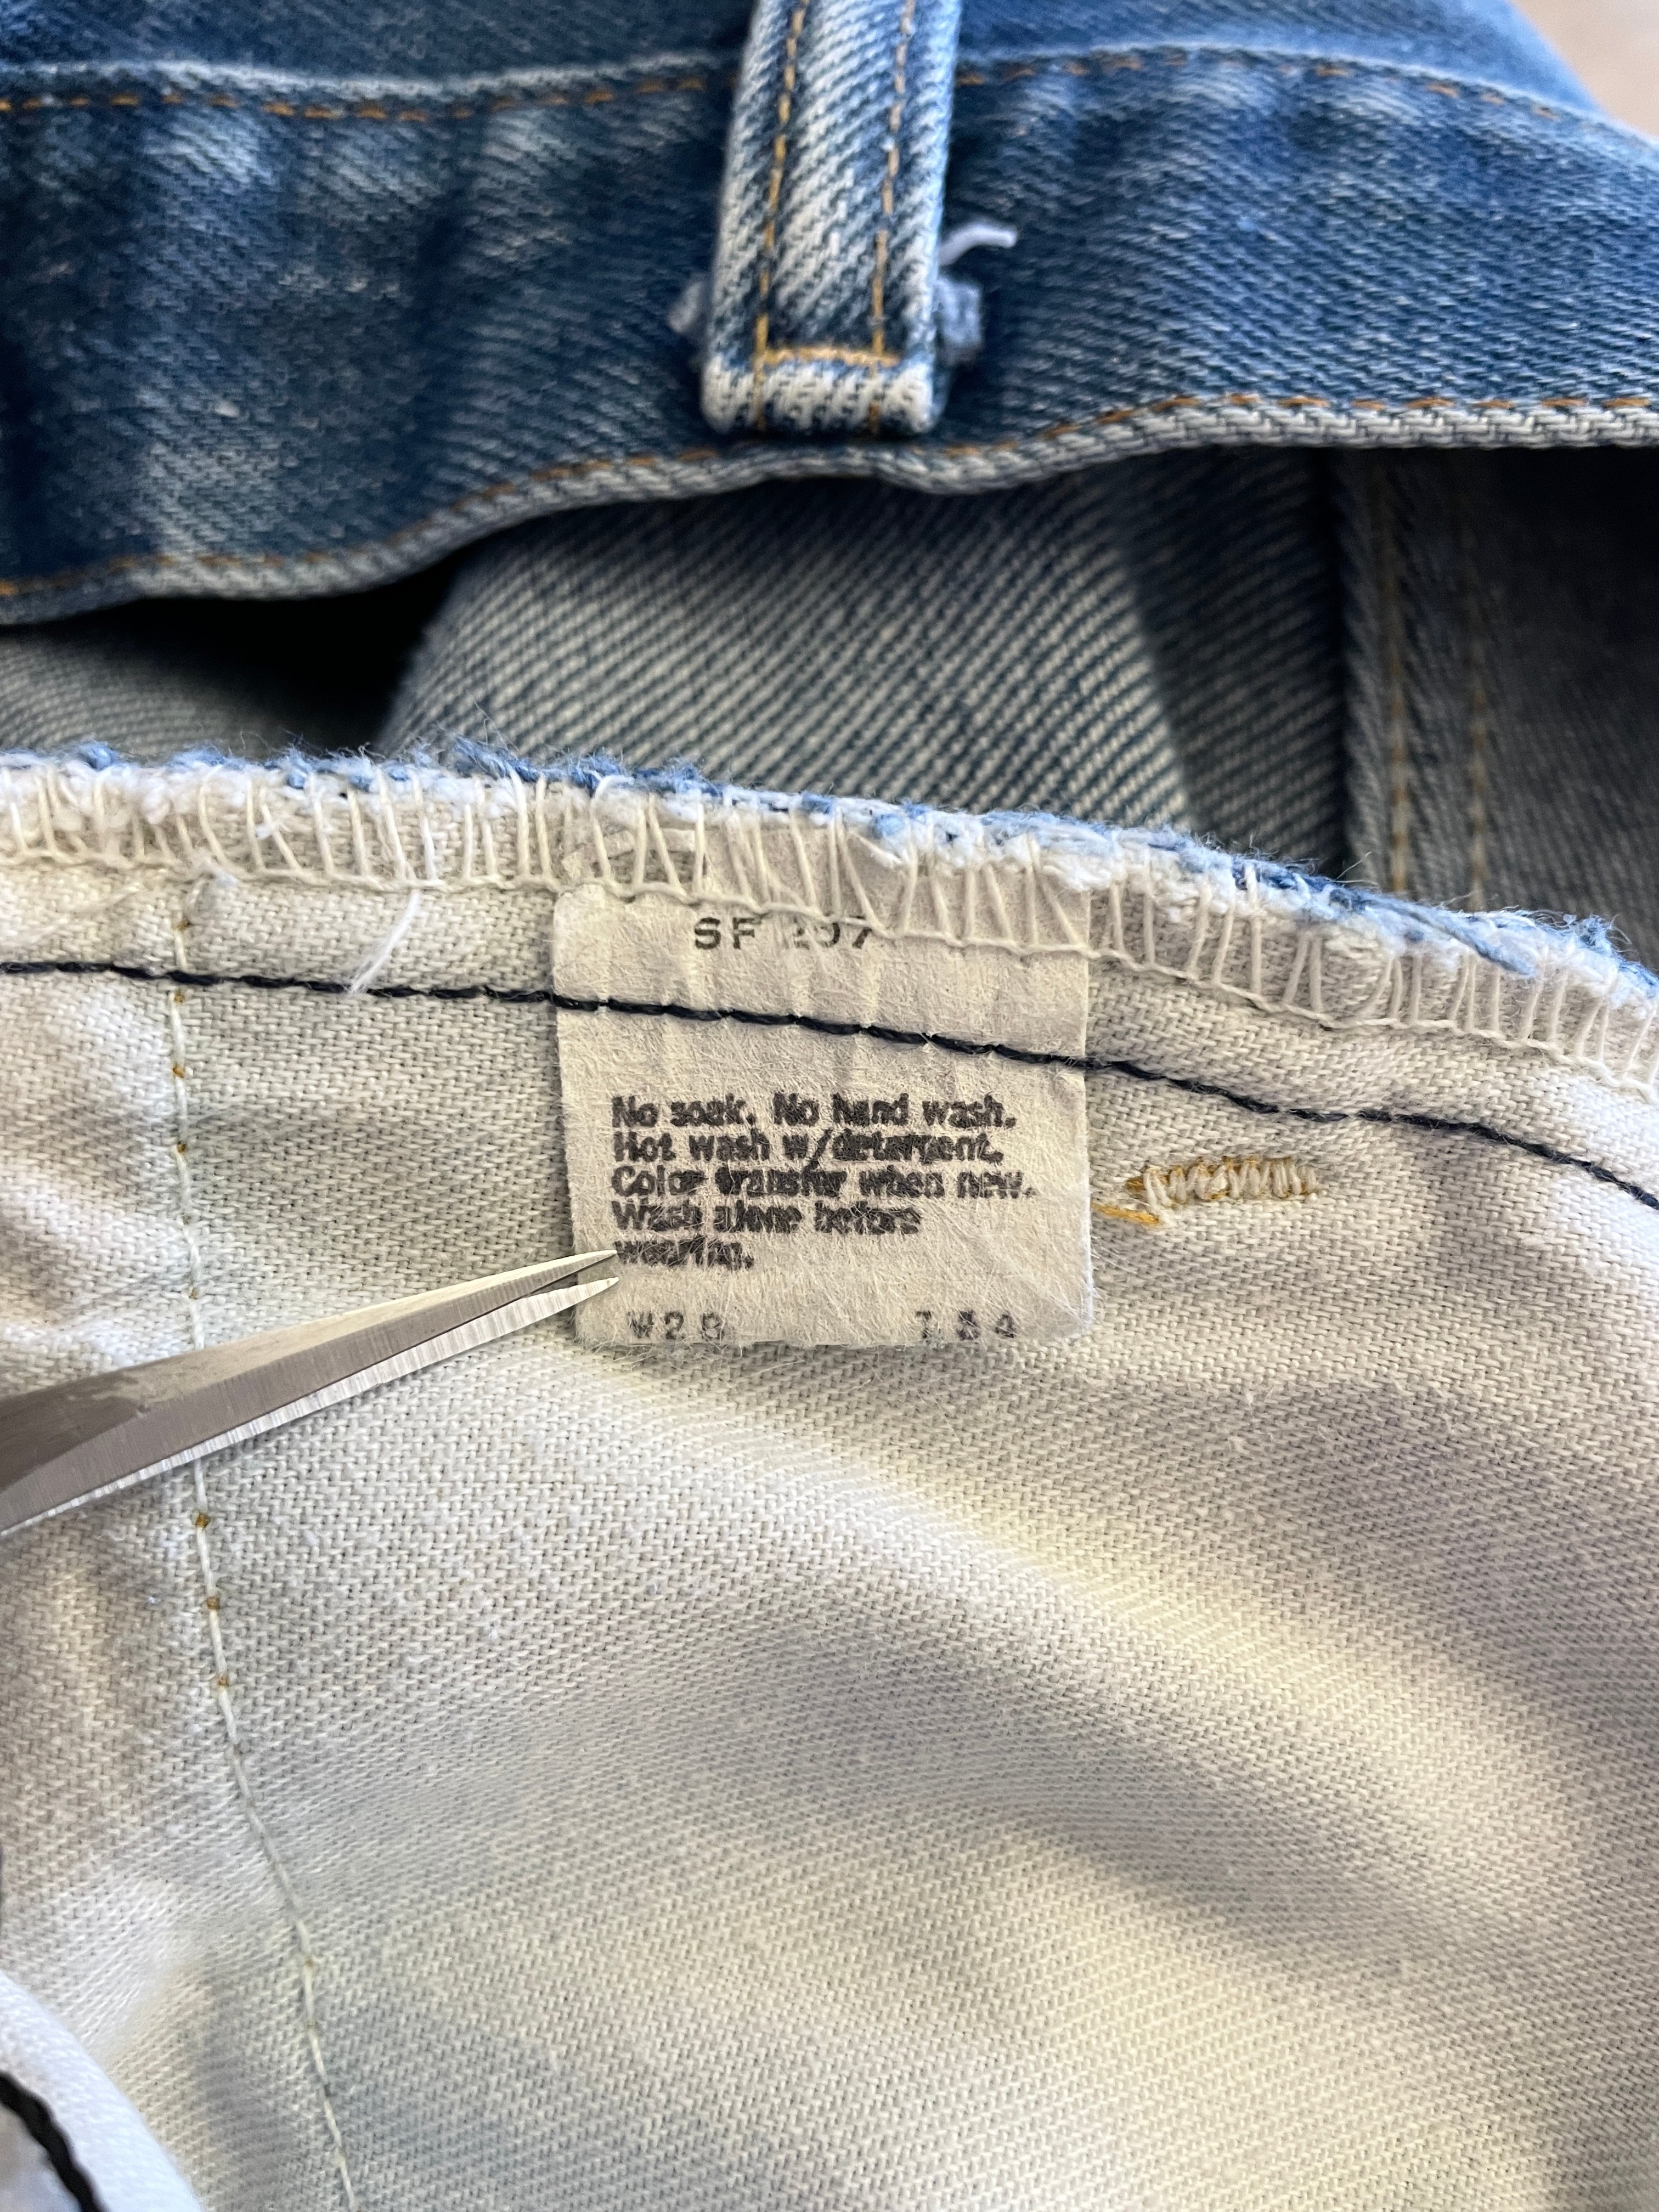 SF 207
No soak. No hand wash.
Hot wash w/detergent.
Color transfer when new.
Wash alone before
wearing.
W28